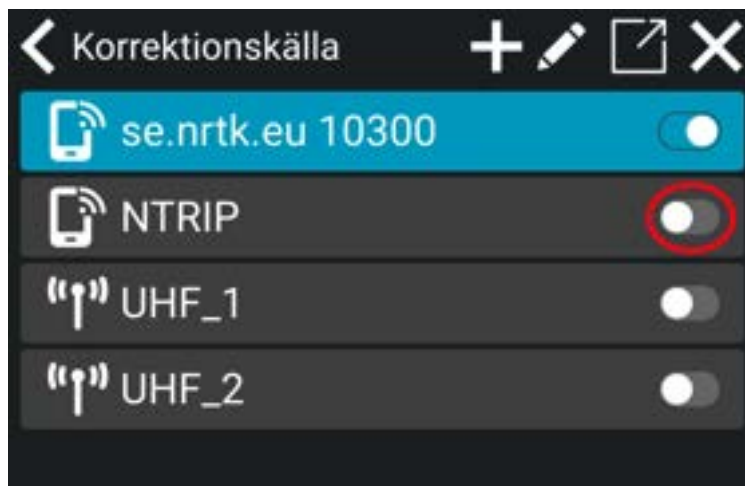 Korrektionskälla
se.nrtk.eu 10300
NTRIP
UHF_1
UHF_2